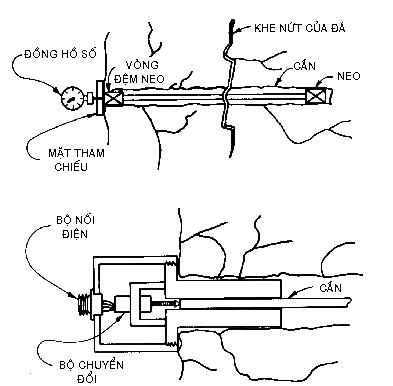 KHE NỨT CỦA ĐÁ
ĐỒNG HỒ SỐ
VÒNG
ĐỆM NEO
CẦN
NEO
MẶT THAM
CHIẾU
BỘ NỐI
ĐIỆN
CẦN
BỘ CHUYỂN
ĐỔI